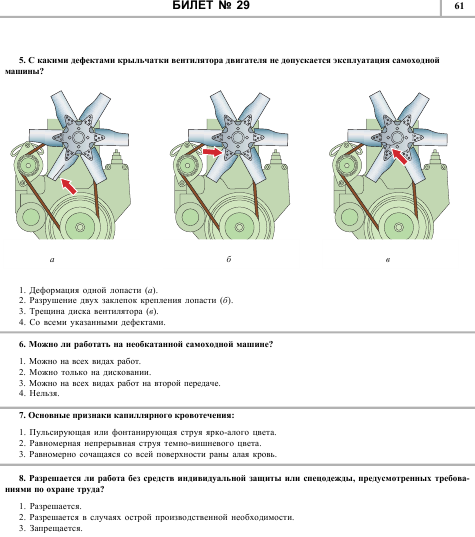 БИЛЕТ № 29
61
5. С какими дефектами крыльчатки вентилятора двигателя не допускается эксплуатация самоходной
машины?
а б в
1. Деформация одной лопасти (а).
2. Разрушение двух заклепок крепления лопасти (б).
3. Трещина диска вентилятора (в).
4. Со всеми указанными дефектами.
6. Можно ли работать на необкатанной самоходной машине?
1. Можно на всех видах работ.
2. Можно только на дисковании.
3. Можно на всех видах работ на второй передаче.
4. Нельзя.
7. Основные признаки капиллярного кровотечения:
1. Пульсирующая или фонтанирующая струя ярко-алого цвета.
2. Равномерная непрерывная струя темно-вишневого цвета.
3. Равномерно сочащаяся со всей поверхности раны алая кровь.
8. Разрешается ли работа без средств индивидуальной защиты или спецодежды, предусмотренных требова-
ниями по охране труда?
1. Разрешается.
2. Разрешается в случаях острой производственной необходимости.
3. Запрещается.